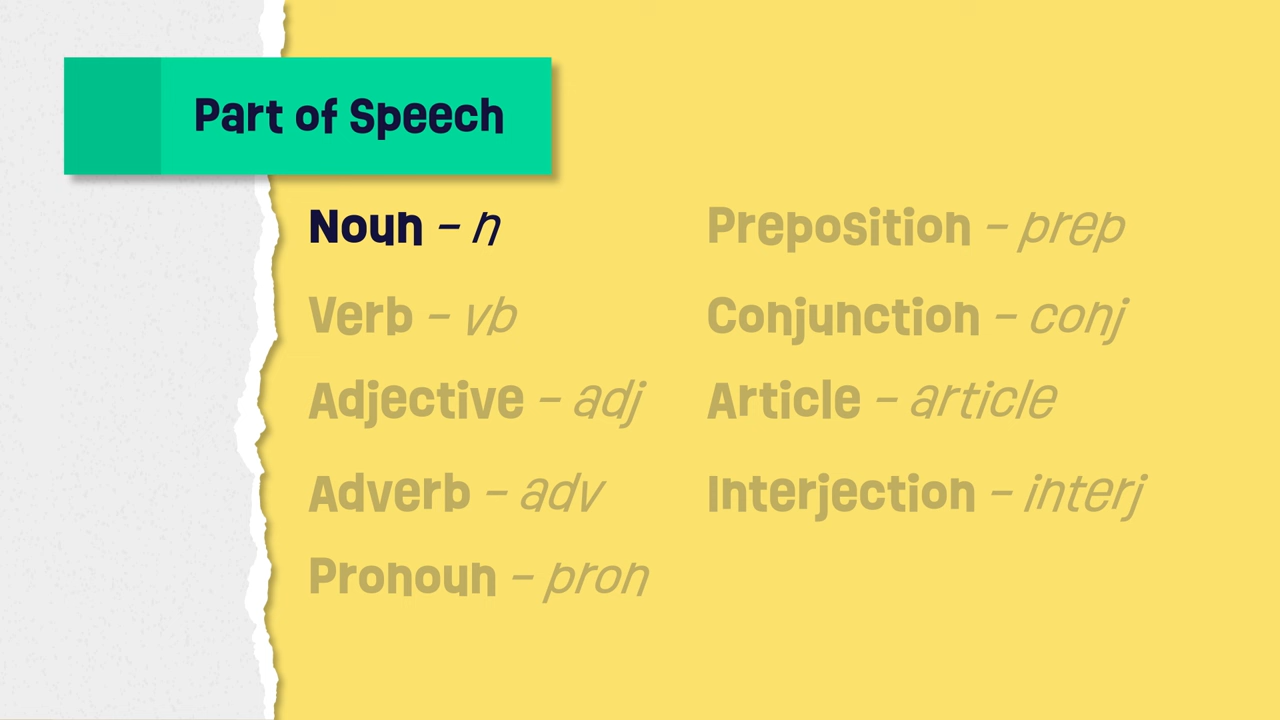 Part of Speech
Noun – n
Verb – vb
Adjective – adj
Adverb – adv
Pronoun – pron
Preposition – prep
Conjunction – conj
Article – article
Interjection – interj